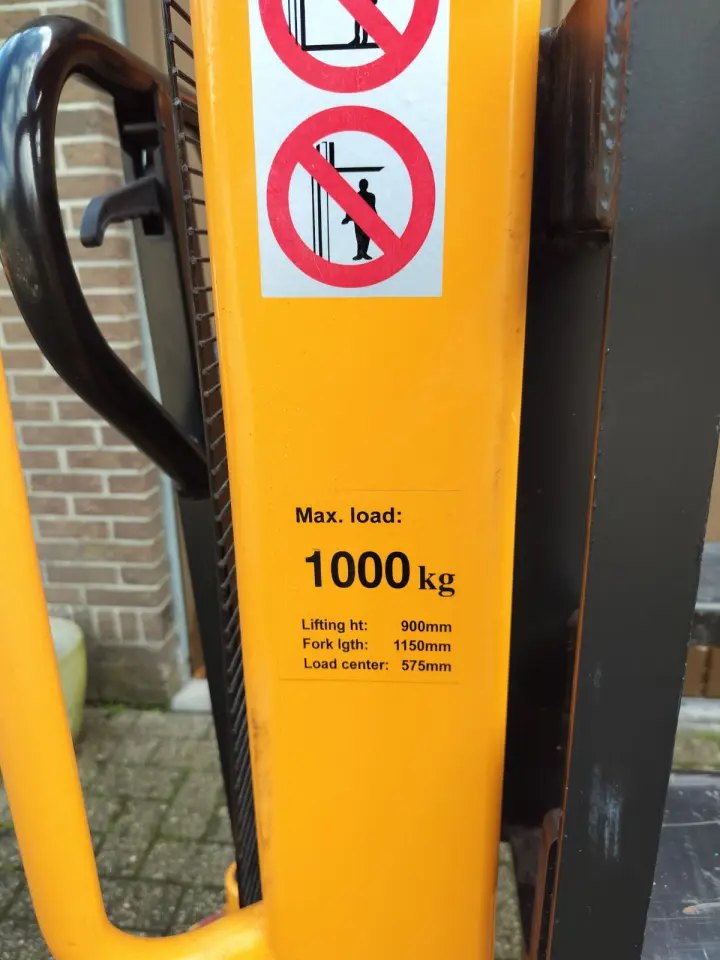 Max. load:
1000 kg
Lifting ht: 900mm
Fork lgth: 1150mm
Load center: 575mm